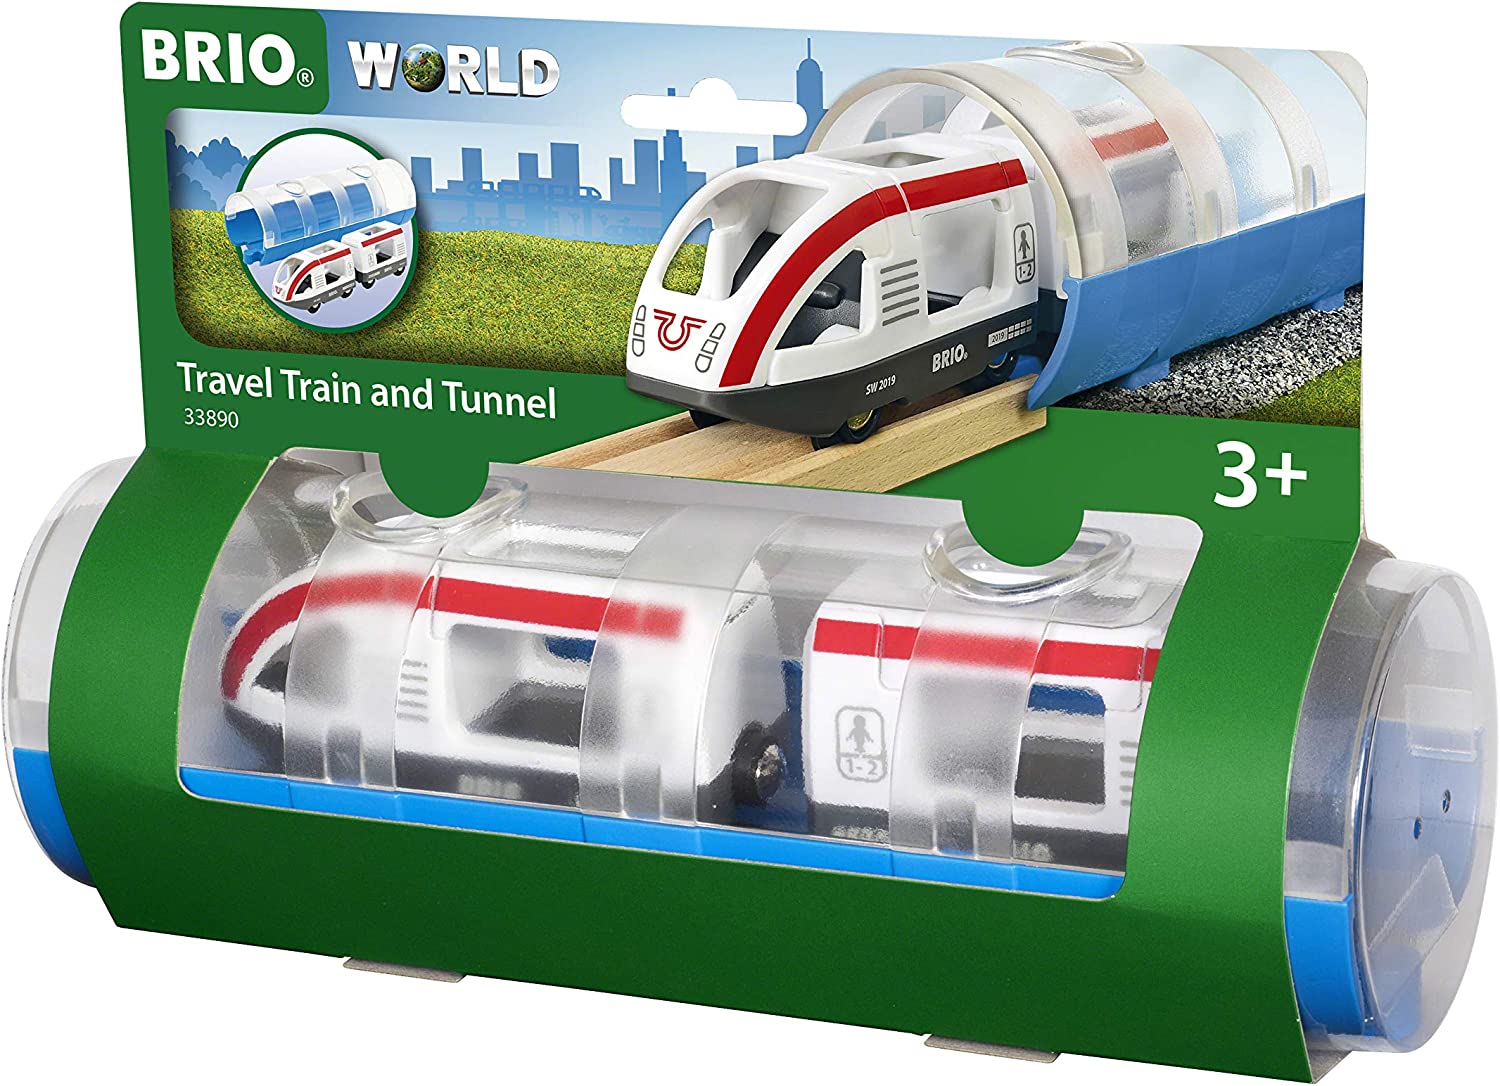 BRIO®
WORLD
Travel Train and Tunnel
33890
3+
1-2
2019
BRIO®
SW 2019
1-2